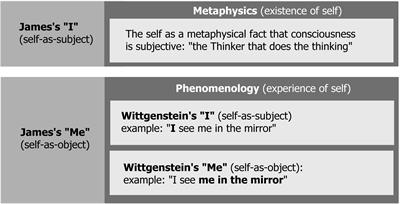 Metaphysics (existence of self)
James's "I"
(self-as-subject)
The self as a metaphysical fact that consciousness
is subjective: "the Thinker that does the thinking"
Phenomenology (experience of self)
James's "Me"
(self-as-object)
Wittgenstein's "I" (self-as-subject)
example: "I see me in the mirror"
Wittgenstein's "Me" (self-as-object):
example: "I see me in the mirror"